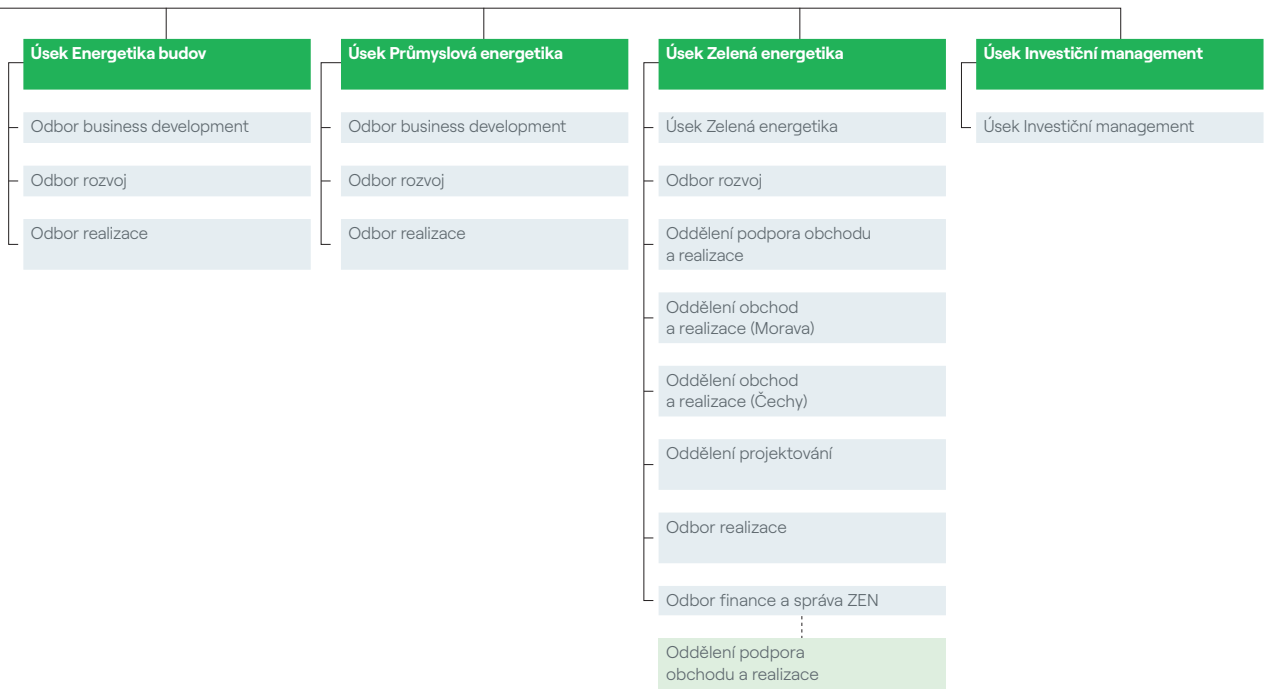 Úsek Energetika budov
Odbor business development
Odbor rozvoj
Odbor realizace
Úsek Průmyslová energetika
Odbor business development
Odbor rozvoj
Odbor realizace
Úsek Zelená energetika
Úsek Zelená energetika
Odbor rozvoj
Oddělení podpora obchodu
a realizace
Oddělení obchod
a realizace (Morava)
Oddělení obchod
a realizace (Čechy)
Oddělení projektování
Odbor realizace
Odbor finance a správa ZEN
Oddělení podpora
obchodu a realizace
Úsek Investiční management
Úsek Investiční management